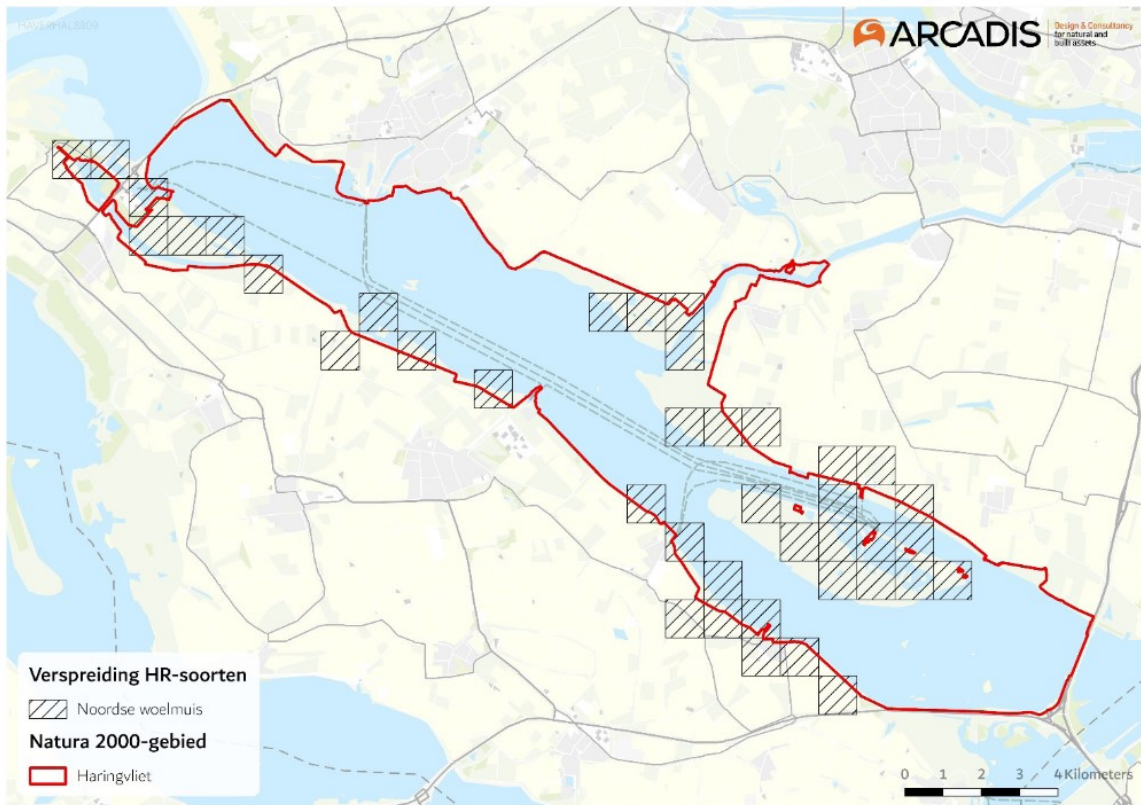 HAVERHALS809
ARCADIS
Design & Consultancy
for natural and
built assets
Verspreiding HR-soorten
Noordse woelmuis
Natura 2000-gebied
Haringvliet
0 1 2 3 4 Kilometers